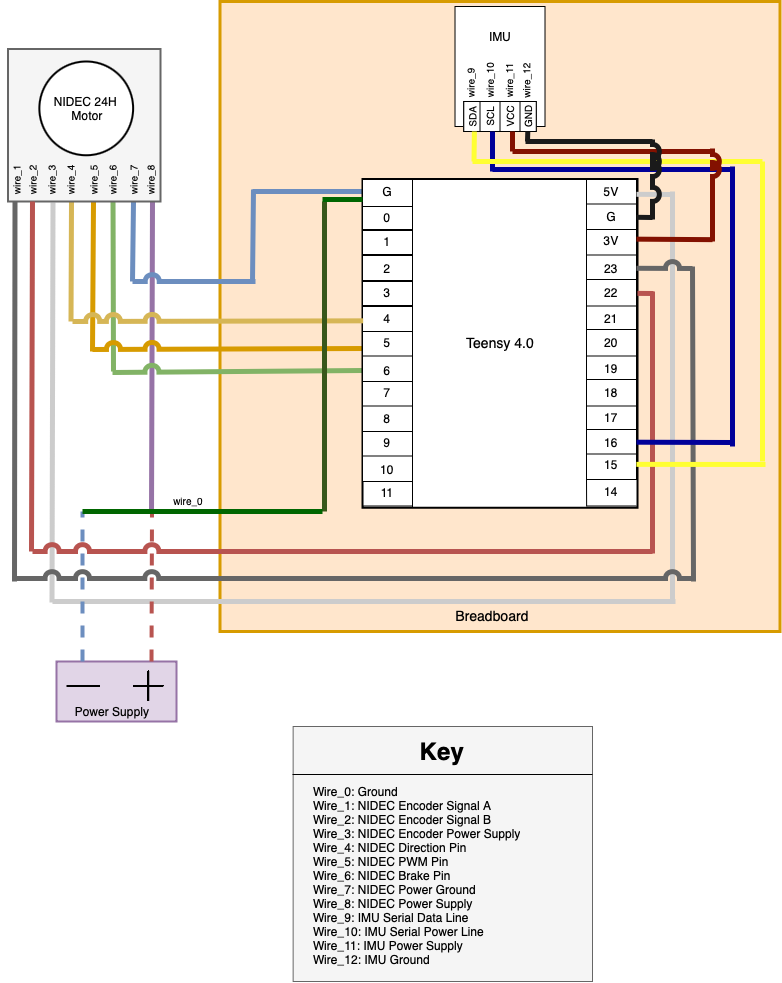 IMU
wire_9
wire_10
wire_11
wire_12
SDA
SCL
VCC
GND
NIDEC 24H
Motor
wire_1
wire_2
wire_3
wire_4
wire_5
wire_6
wire_7
wire_8
G
0
1
2
3
4
5
6
7
8
9
10
11
Teensy 4.0
5V
G
3V
23
22
21
20
19
18
17
16
15
14
wire_0
Breadboard
Power Supply
Key
Wire_0: Ground
Wire_1: NIDEC Encoder Signal A
Wire_2: NIDEC Encoder Signal B
Wire_3: NIDEC Encoder Power Supply
Wire_4: NIDEC Direction Pin
Wire_5: NIDEC PWM Pin
Wire_6: NIDEC Brake Pin
Wire_7: NIDEC Power Ground
Wire_8: NIDEC Power Supply
Wire_9: IMU Serial Data Line
Wire_10: IMU Serial Power Line
Wire_11: IMU Power Supply
Wire_12: IMU Ground